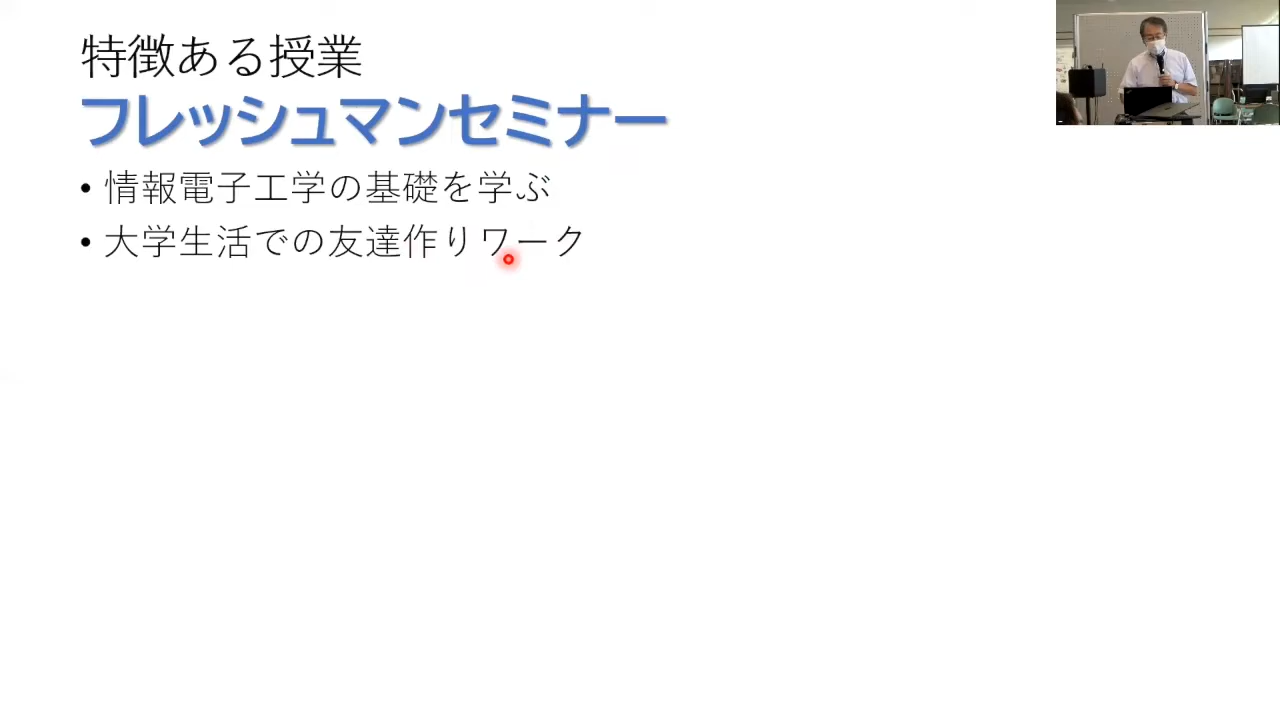 特徴ある授業
フレッシュマンセミナー
• 情報電子工学の基礎を学ぶ
• 大学生活での友達作りワーク